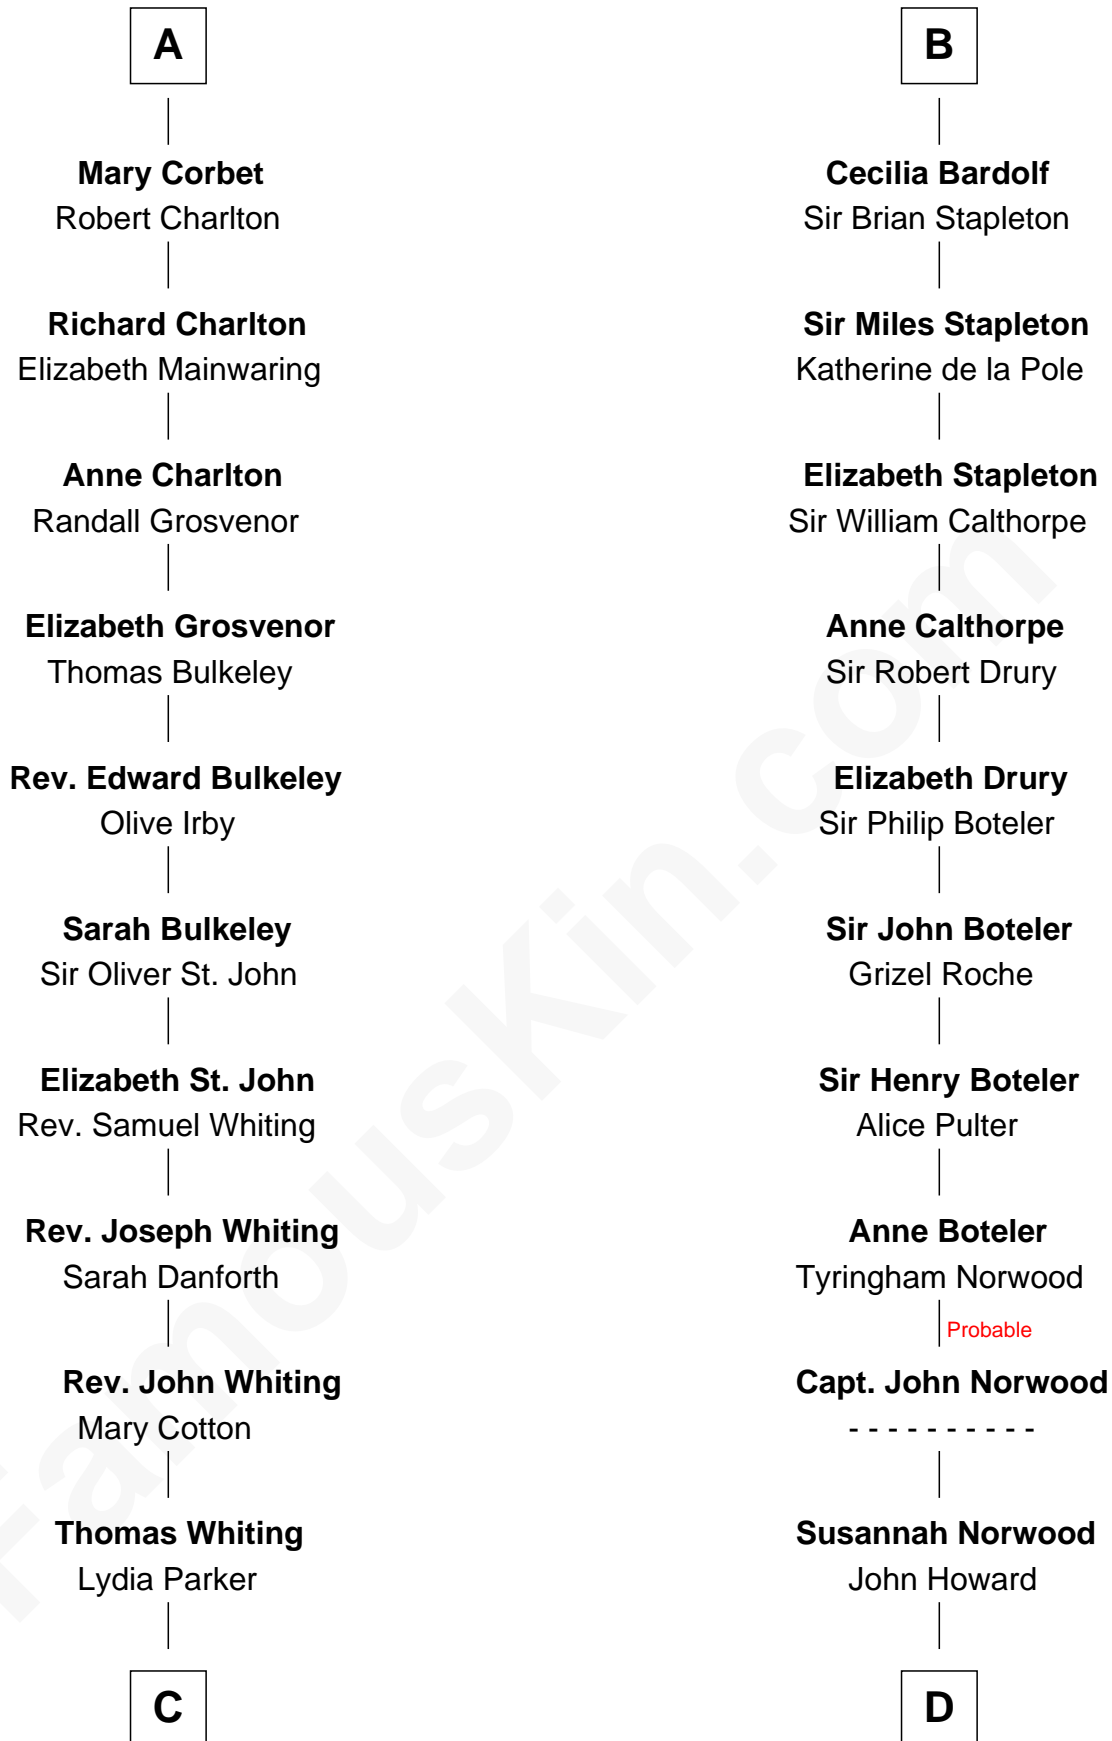 A
Mary Corbet
Robert Charlton
Richard Charlton
Elizabeth Mainwaring
Anne Charlton
Randall Grosvenor
Elizabeth Grosvenor
Thomas Bulkeley
Rev. Edward Bulkeley
Olive Irby
Sarah Bulkeley
Sir Oliver St. John
Elizabeth St. John
Rev. Samuel Whiting
Rev. Joseph Whiting
Sarah Danforth
Rev. John Whiting
Mary Cotton
Thomas Whiting
Lydia Parker
C
B
Cecilia Bardolf
Sir Brian Stapleton
Sir Miles Stapleton
Katherine de la Pole
Elizabeth Stapleton
Sir William Calthorpe
Anne Calthorpe
Sir Robert Drury
Elizabeth Drury
Sir Philip Boteler
Sir John Boteler
Grizel Roche
Sir Henry Boteler
Alice Pulter
Anne Boteler
Tyringham Norwood
Probable
Capt. John Norwood
- - - - - - - - - -
Susannah Norwood
John Howard
D
FamousKin.com